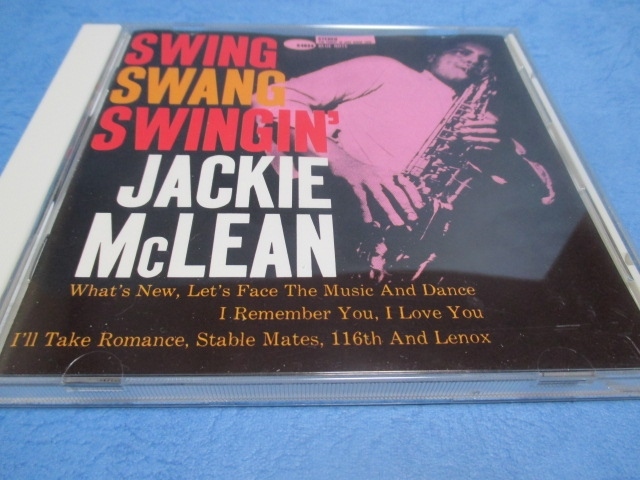 SWING
SWANG
SWINGIN'
JACKIE
McLEAN
What's New, Let's Face The Music And Dance
I Remember You, I Love You
I'll Take Romance, Stable Mates, 116th And Lenox